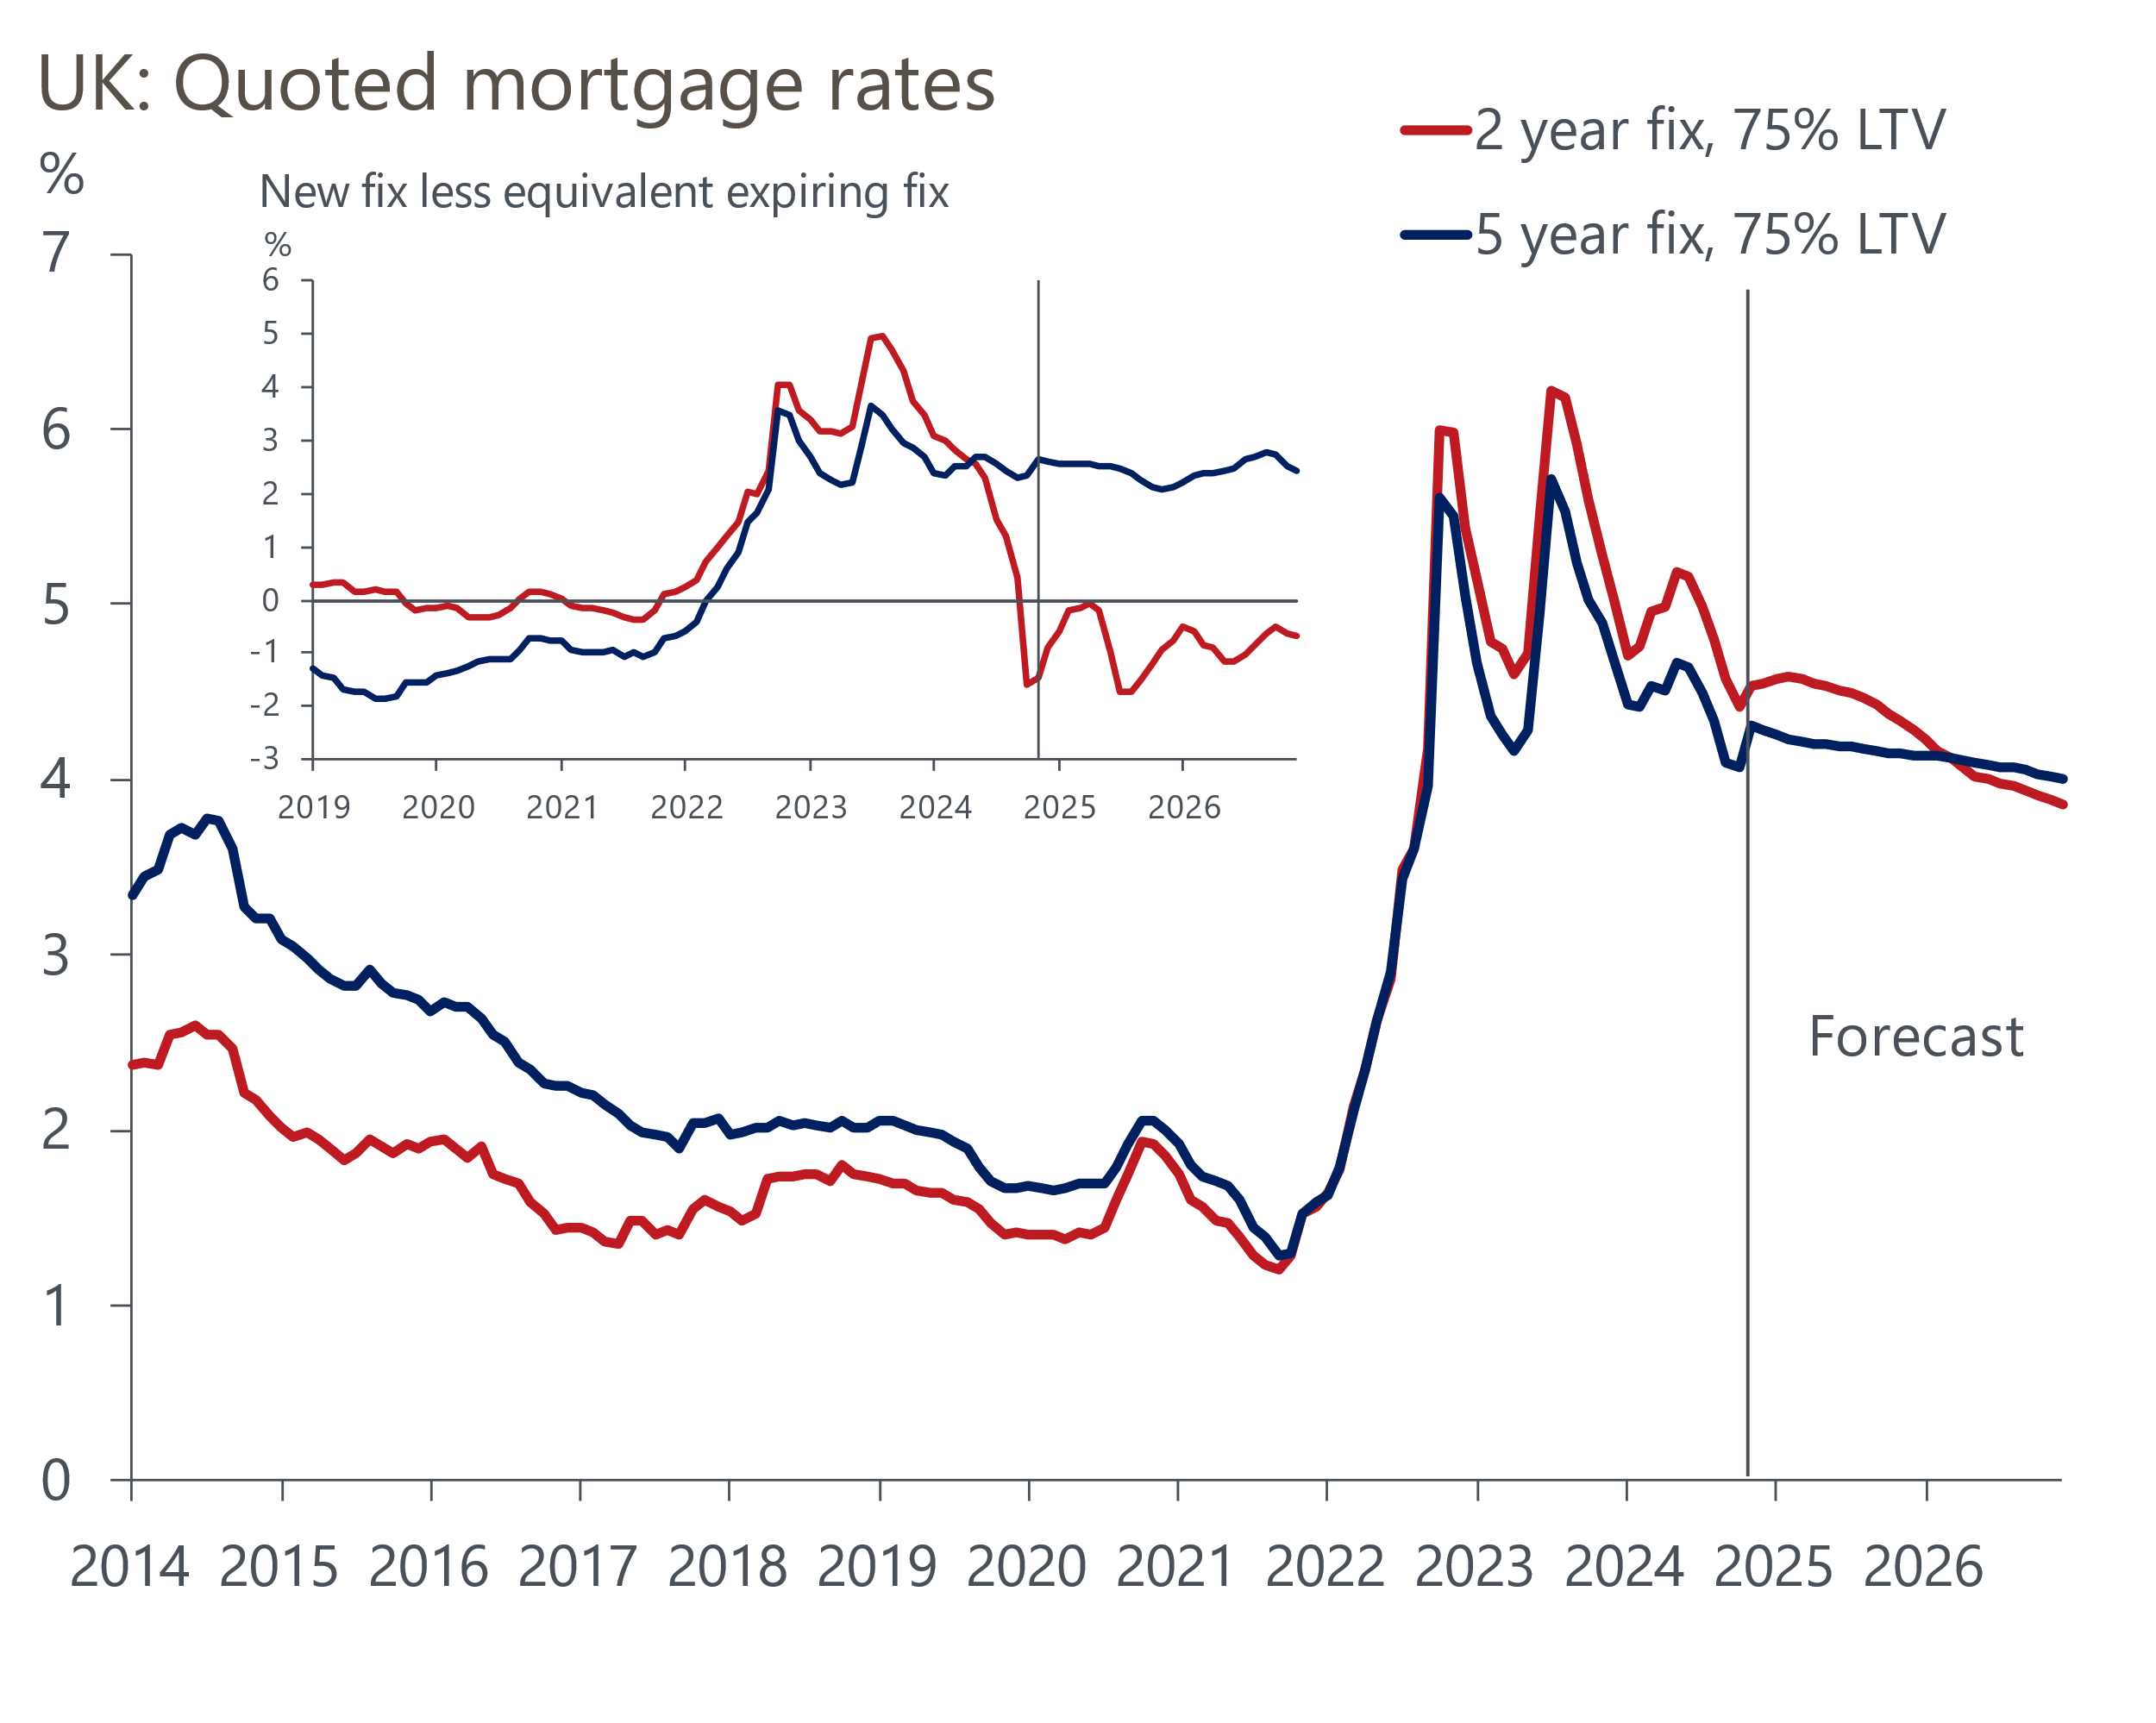 UK: Quoted mortgage rates
%
2 year fix, 75% LTV
5 year fix, 75% LTV
New fix less equivalent expiring fix
%
6
5
4
3
2
1
0
-1
-2
-3
2019 2020 2021 2022 2023 2024 2025 2026
7
6
5
4
3
2
1
0
Forecast
2014 2015 2016 2017 2018 2019 2020 2021 2022 2023 2024 2025 2026